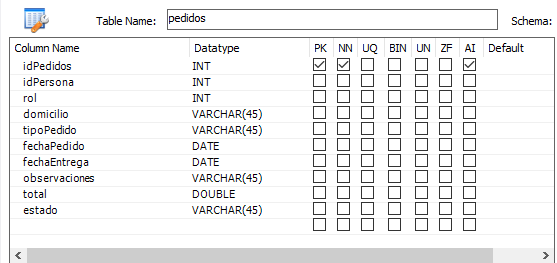 Table Name: pedidos Schema:
Column Name Datatype PK NN UQ BIN UN ZF AI Default
idPedidos INT
idPersona INT
rol INT
domicilio VARCHAR(45)
tipoPedido VARCHAR(45)
fechaPedido DATE
fechaEntrega DATE
observaciones VARCHAR(45)
total DOUBLE
estado VARCHAR(45)